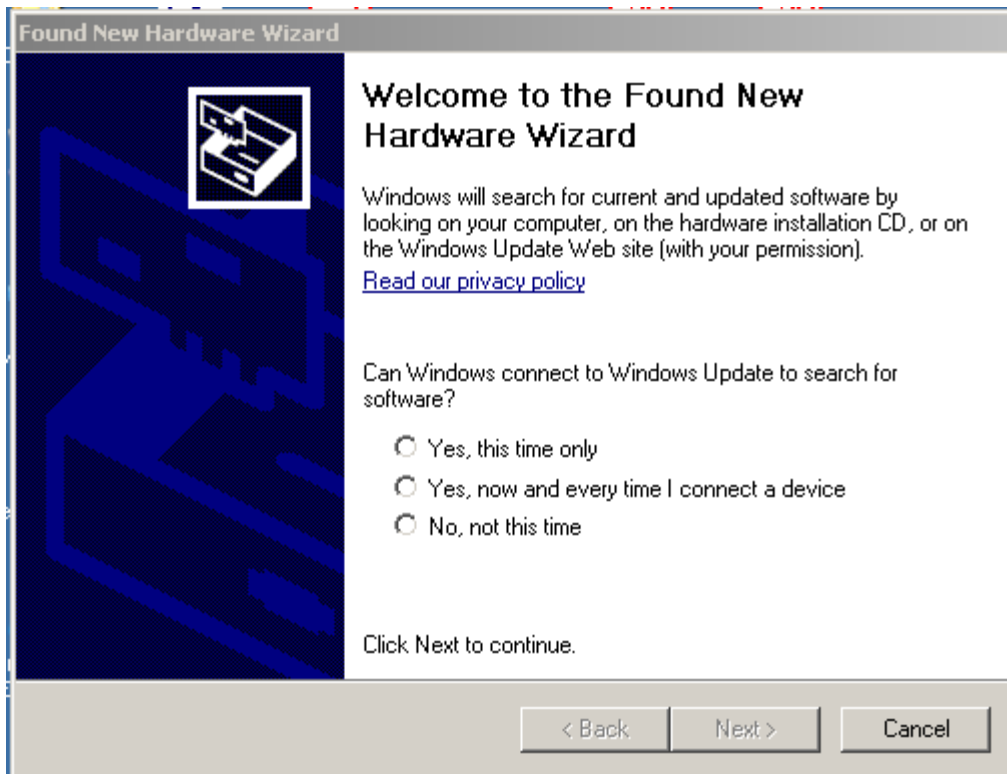 Found New Hardware Wizard
Welcome to the Found New
Hardware Wizard
Windows will search for current and updated software by
looking on your computer, on the hardware installation CD, or on
the Windows Update Web site (with your permission).
Read our privacy policy
Can Windows connect to Windows Update to search for
software?
Yes, this time only
Yes, now and every time I connect a device
No, not this time
Click Next to continue.
< Back Next > Cancel